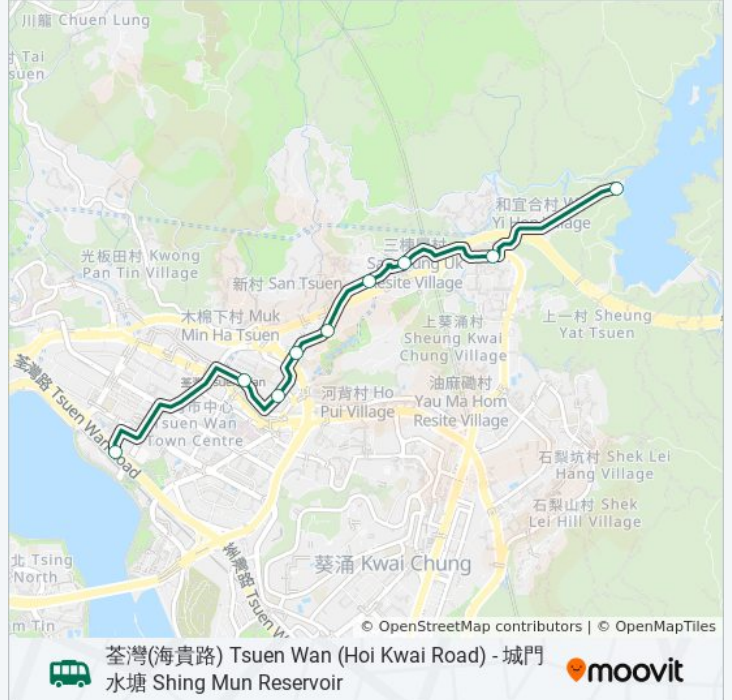 川龍 Chuen Lung
Tai
suen
和宜合村 W
Yi Hop Village
三棟屋村
Sam Tung Uk
Resite Village
光板田村 Kwong
Pan Tin Village
新村 San Tsuen
木棉下村 Muk
Min Ha Tsuen
上葵涌村
Sheung Kwai
Chung Village
上一村 Sheung
Yat Tsuen
荃灣路 Tsuen Wan Road
市中心
Tsuen Wan
Town Centre
河背村 Ho
Pui Village
油麻磡村
Yau Ma Hom
Resite Village
石梨坑村 Shek Lei
Hang Village
石梨山村 Shek
Lei Hill Village
北 Tsing
North
葵涌 Kwai Chung
荃灣路 Tsuen W
m Tin
© OpenStreetMap contributors | © OpenMapTiles
荃灣(海貴路) Tsuen Wan (Hoi Kwai Road) - 城門
水塘 Shing Mun Reservoir
moovit